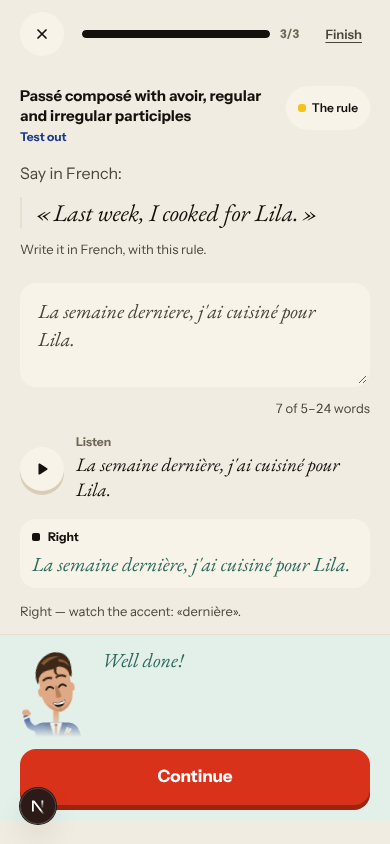 3/3
Finish
Passé composé with avoir, regular
and irregular participles
The rule
Test out
Say in French:
« Last week, I cooked for Lila. »
Write it in French, with this rule.
La semaine derniere, j'ai cuisiné pour
Lila.
7 of 5–24 words
Listen
La semaine dernière, j'ai cuisiné pour
Lila.
Right
La semaine dernière, j'ai cuisiné pour Lila.
Right — watch the accent: «dernière».
Well done!
Continue
N